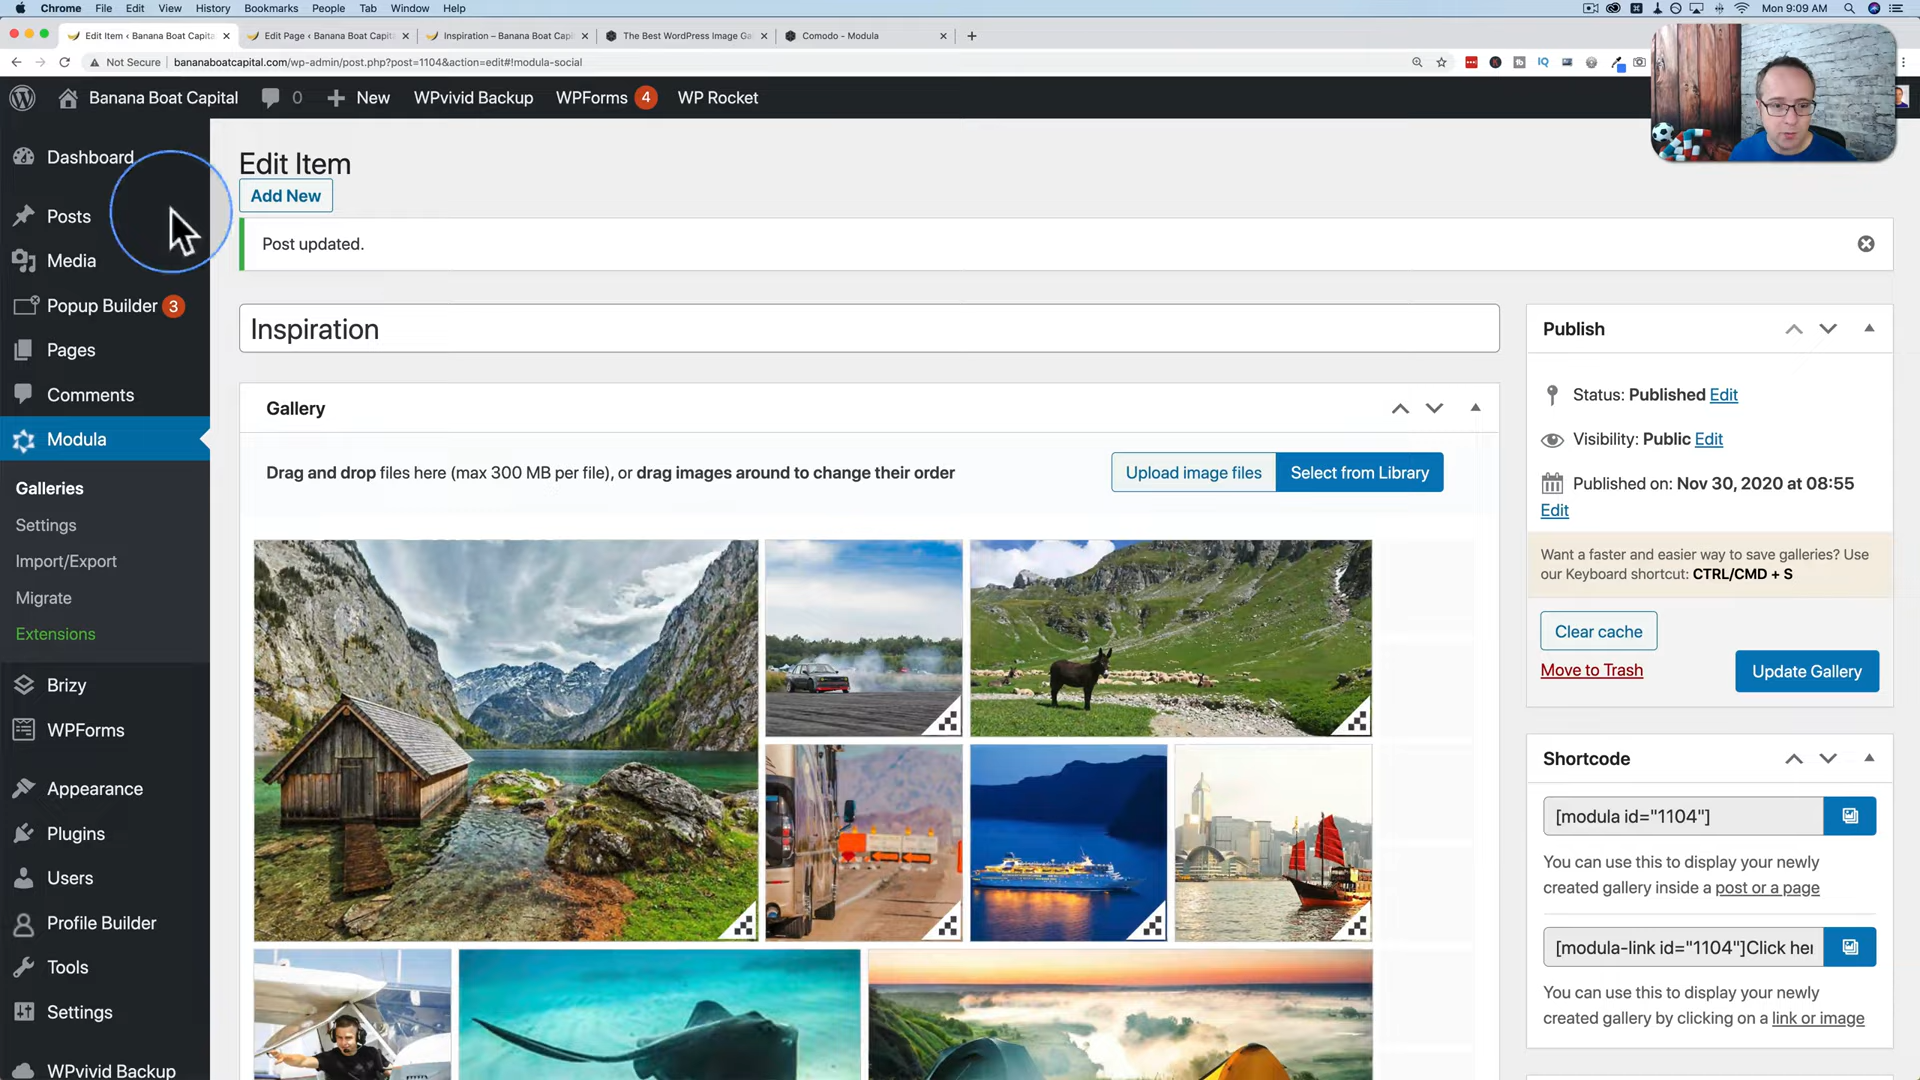 Chrome File Edit View History Bookmarks People Tab Window Help
Mon 9:09 AM
Edit Item ‹ Banana Boat Capita
Edit Page ‹ Banana Boat Capit
Inspiration – Banana Boat Capi
The Best WordPress Image Ga
Comodo - Modula
Not Secure bananaboatcapital.com/wp-admin/post.php?post=1104&action=edit#!modula-social
IQ
Banana Boat Capital 0 New WPvivid Backup WPForms 4 WP Rocket
Dashboard
Posts
Media
Popup Builder 3
Pages
Comments
Modula
Galleries
Settings
Import/Export
Migrate
Extensions
Brizy
WPForms
Appearance
Plugins
Users
Profile Builder
Tools
Settings
WPvivid Backup
Edit Item
Add New
Post updated.
Inspiration
Gallery
Drag and drop files here (max 300 MB per file), or drag images around to change their order
Upload image files
Select from Library
Publish
Status: Published Edit
Visibility: Public Edit
Published on: Nov 30, 2020 at 08:55
Edit
Want a faster and easier way to save galleries? Use
our Keyboard shortcut: CTRL/CMD + S
Clear cache
Move to Trash
Update Gallery
Shortcode
[modula id="1104"]
You can use this to display your newly
created gallery inside a post or a page
[modula-link id="1104"]Click her
You can use this to display your newly
created gallery by clicking on a link or image